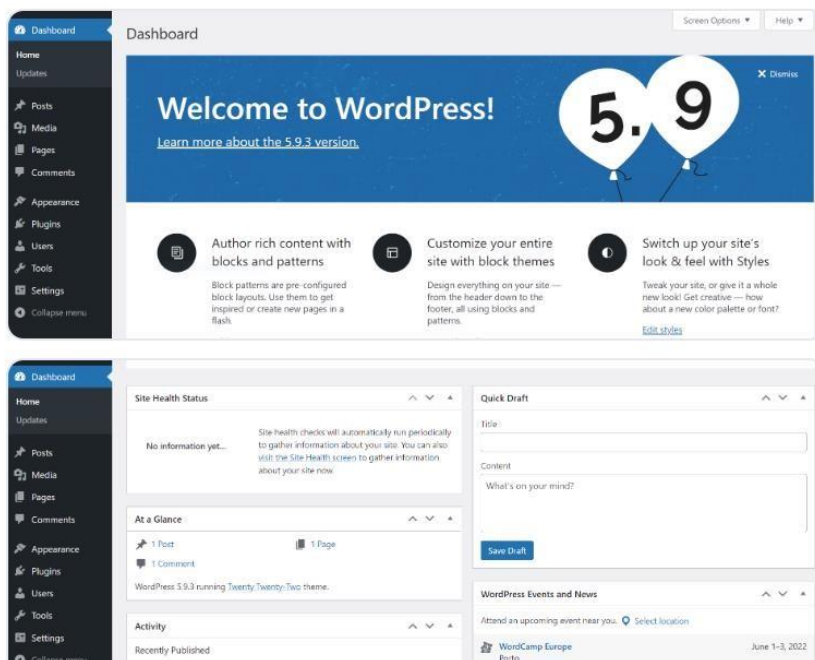 Dashboard
Home
Updates
Posts
Media
Pages
Comments
Appearance
Plugins
Users
Tools
Settings
Collapse menu
Screen Options
Help
Dashboard
Welcome to WordPress!
Learn more about the 5.9.3 version.
5.9
Dismiss
Author rich content with
blocks and patterns
Block patterns are pre-configured
block layouts. Use them to get
inspired or create new pages in a
flash.
Customize your entire
site with block themes
Design everything on your site —
from the header down to the
footer, all using blocks and
patterns.
Switch up your site's
look & feel with Styles
Tweak your site, or give it a whole
new look! Get creative — how
about a new color palette or font?
Edit styles
Dashboard
Home
Updates
Posts
Media
Pages
Comments
Appearance
Plugins
Users
Tools
Settings
Collapse menu
Site Health Status
No information yet...
Site health checks will automatically run periodically
to gather information about your site. You can also
visit the Site Health screen to gather information
about your site now.
At a Glance
1 Post
1 Page
1 Comment
WordPress 5.9.3 running Twenty Twenty-Two theme.
Activity
Recently Published
Quick Draft
Title
Content
What's on your mind?
Save Draft
WordPress Events and News
Attend an upcoming event near you. Select location
WordCamp Europe
June 1–3, 2022
Porto